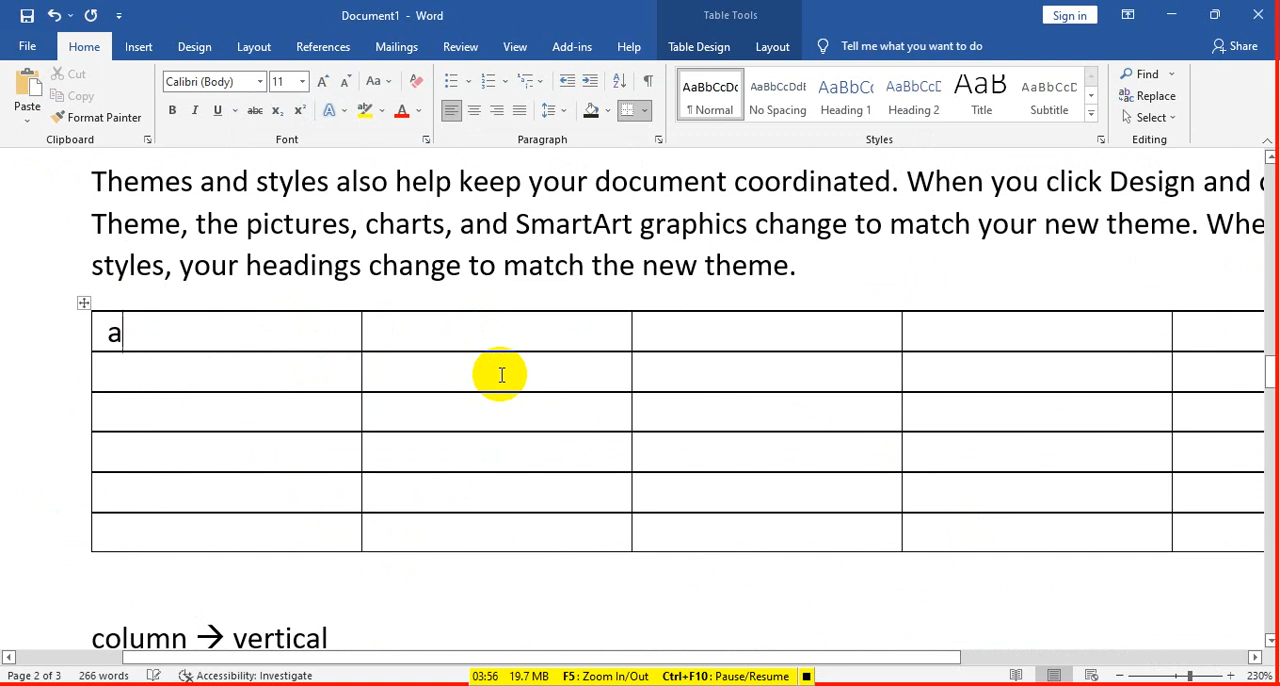 Document1 - Word
Table Tools
Sign in
File Home Insert Design Layout References Mailings Review View Add-ins Help Table Design Layout Tell me what you want to do Share
Paste
Cut
Copy
Format Painter
Clipboard
Calibri (Body) 11
Aa
B I U abc x₂ x² A A
Font
Paragraph
AaBbCcDc AaBbCcDdE AaBbCc AaBbCcD AaB AaBbCcD
¶ Normal No Spacing Heading 1 Heading 2 Title Subtitle
Styles
Find
Replace
Select
Editing
Themes and styles also help keep your document coordinated. When you click Design and
Theme, the pictures, charts, and SmartArt graphics change to match your new theme. Whe
styles, your headings change to match the new theme.
a
column → vertical
Page 2 of 3 266 words Accessibility: Investigate 03:56 19.7 MB F5: Zoom In/Out Ctrl+F10: Pause/Resume 230%